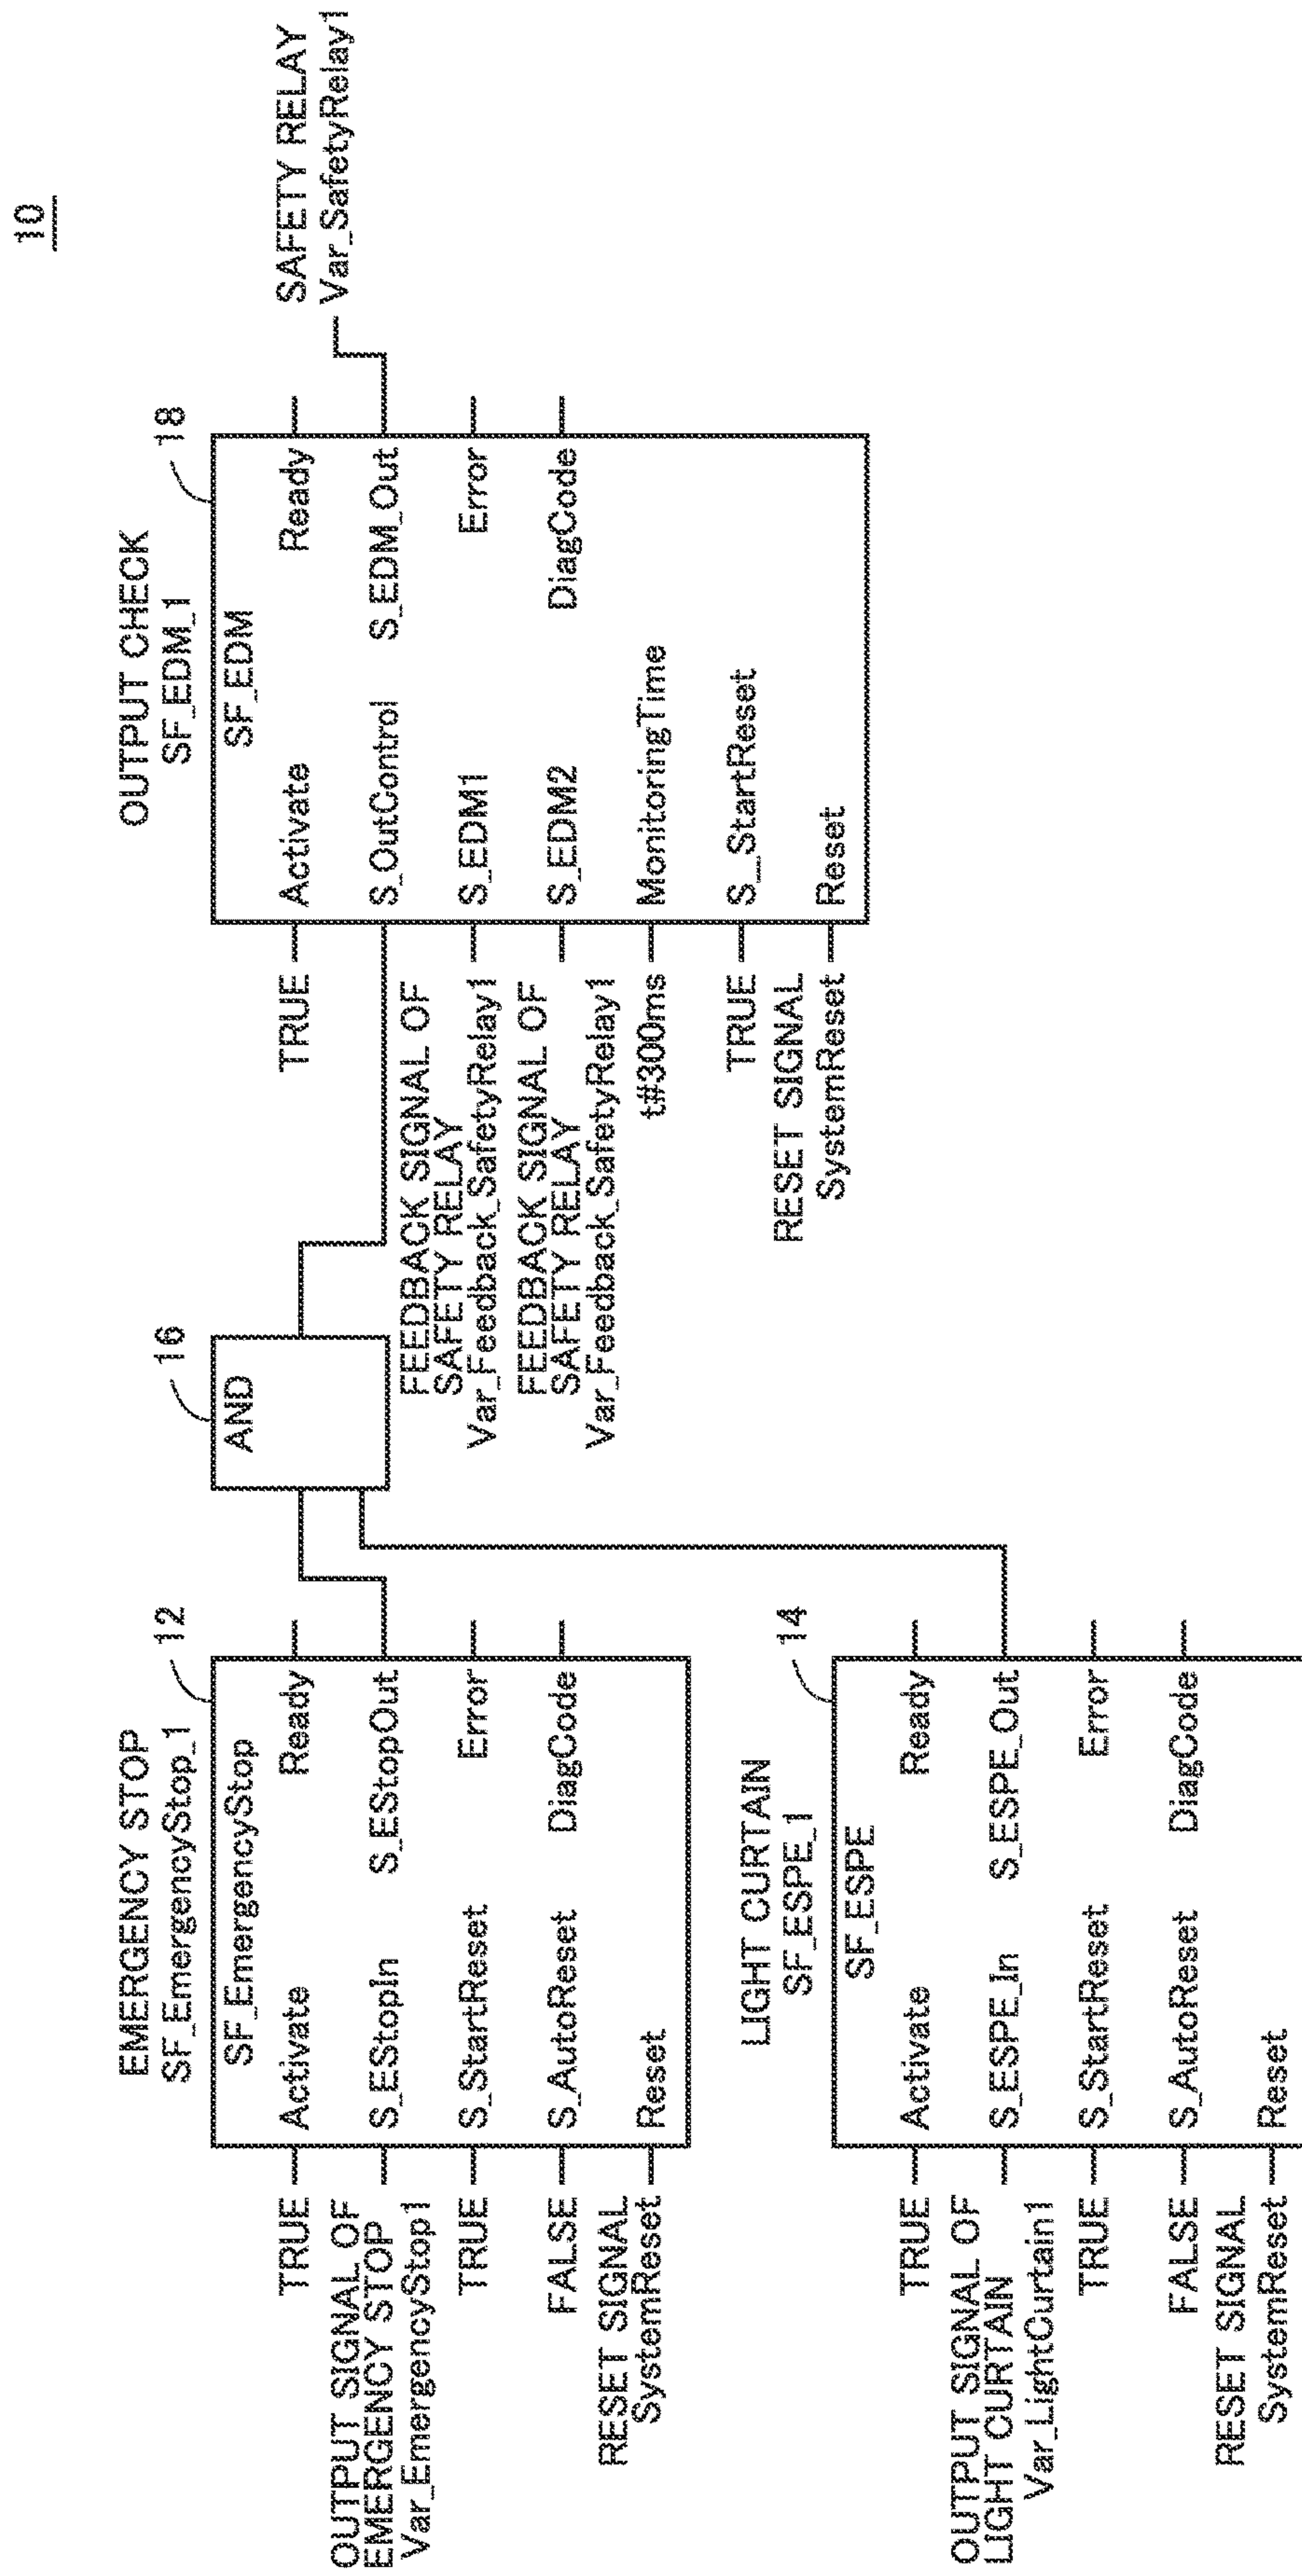 10
EMERGENCY STOP
SF_EmergencyStop_1
12
SF_EmergencyStop
TRUE
Activate
Ready
OUTPUT SIGNAL OF
EMERGENCY STOP
Var_EmergencyStop1
S_EStopIn
S_EStopOut
TRUE
S_StartReset
Error
FALSE
S_AutoReset
DiagCode
RESET SIGNAL
SystemReset
Reset
LIGHT CURTAIN
SF_ESPE_1
14
SF_ESPE
TRUE
Activate
Ready
OUTPUT SIGNAL OF
LIGHT CURTAIN
Var_LightCurtain1
S_ESPE_In
S_ESPE_Out
TRUE
S_StartReset
Error
FALSE
S_AutoReset
DiagCode
RESET SIGNAL
SystemReset
Reset
16
AND
OUTPUT CHECK
SF_EDM_1
18
SF_EDM
TRUE
Activate
Ready
S_OutControl
S_EDM_Out
FEEDBACK SIGNAL OF
SAFETY RELAY
Var_Feedback_SafetyRelay1
S_EDM1
Error
FEEDBACK SIGNAL OF
SAFETY RELAY
Var_Feedback_SafetyRelay1
S_EDM2
DiagCode
t#300ms
MonitoringTime
TRUE
S_StartReset
RESET SIGNAL
SystemReset
Reset
SAFETY RELAY
Var_SafetyRelay1